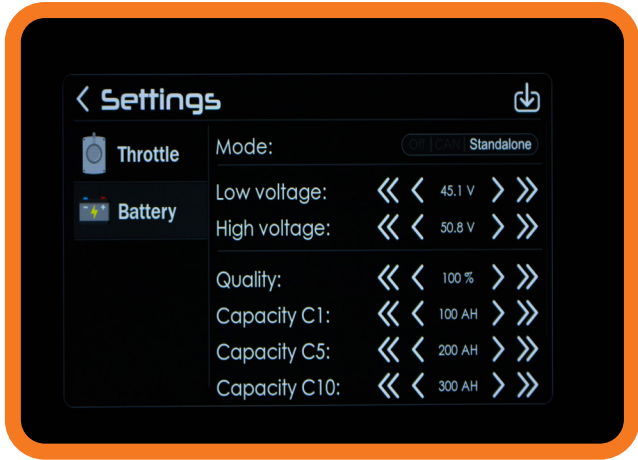 Settings
Throttle
Battery
Mode: Off | CAN | Standalone
Low voltage: 45.1 V
High voltage: 50.8 V
Quality: 100 %
Capacity C1: 100 AH
Capacity C5: 200 AH
Capacity C10: 300 AH